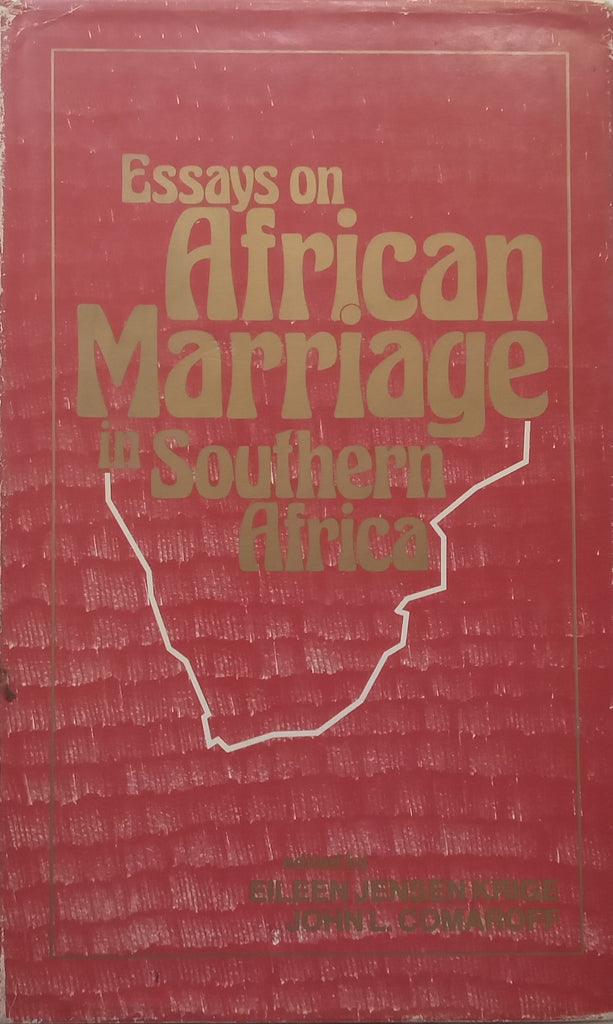 Essays on
African
Marriage
in Southern
Africa
edited by
EILEEN JENSEN KRIGE
JOHN L. COMAROFF